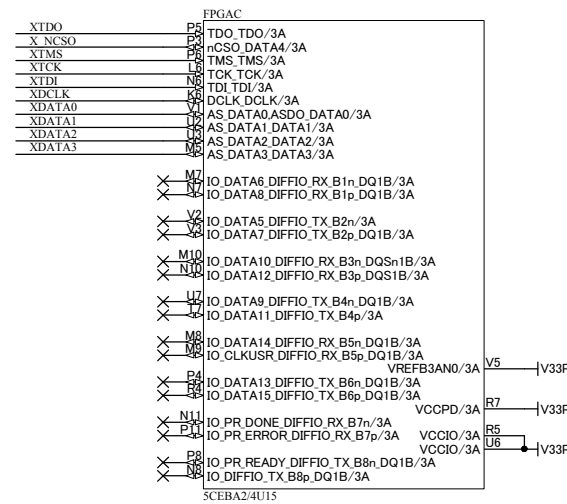 FPGAC
XTDO P5 TDO_TDO/3A
X_NCSO P3 nCSO_DATA4/3A
XTMS P6 TMS_TMS/3A
XTCK L6 TCK_TCK/3A
XTDI N6 TDI_TDI/3A
XDCLK K6 DCLK_DCLK/3A
XDATA0 V1 AS_DATA0,ASDO_DATA0/3A
XDATA1 U2 AS_DATA1_DATA1/3A
XDATA2 U3 AS_DATA2_DATA2/3A
XDATA3 M5 AS_DATA3_DATA3/3A
M7 IO_DATA6_DIFFIO_RX_B1n_DQ1B/3A
N7 IO_DATA8_DIFFIO_RX_B1p_DQ1B/3A
V2 IO_DATA5_DIFFIO_TX_B2n/3A
V3 IO_DATA7_DIFFIO_TX_B2p_DQ1B/3A
M10 IO_DATA10_DIFFIO_RX_B3n_DQSn1B/3A
N10 IO_DATA12_DIFFIO_RX_B3p_DQS1B/3A
U7 IO_DATA9_DIFFIO_TX_B4n_DQ1B/3A
T7 IO_DATA11_DIFFIO_TX_B4p/3A
M8 IO_DATA14_DIFFIO_RX_B5n_DQ1B/3A
M9 IO_CLKUSR_DIFFIO_RX_B5p_DQ1B/3A
VREFB3AN0/3A V5 V33P
P4 IO_DATA13_DIFFIO_TX_B6n_DQ1B/3A
R4 IO_DATA15_DIFFIO_TX_B6p_DQ1B/3A
VCCPD/3A R7 V33P
N11 IO_PR_DONE_DIFFIO_RX_B7n/3A
P11 IO_PR_ERROR_DIFFIO_RX_B7p/3A
VCCIO/3A R5
VCCIO/3A U6 V33P
P8 IO_PR_READY_DIFFIO_TX_B8n_DQ1B/3A
N8 IO_DIFFIO_TX_B8p_DQ1B/3A
5CEBA2/4U15